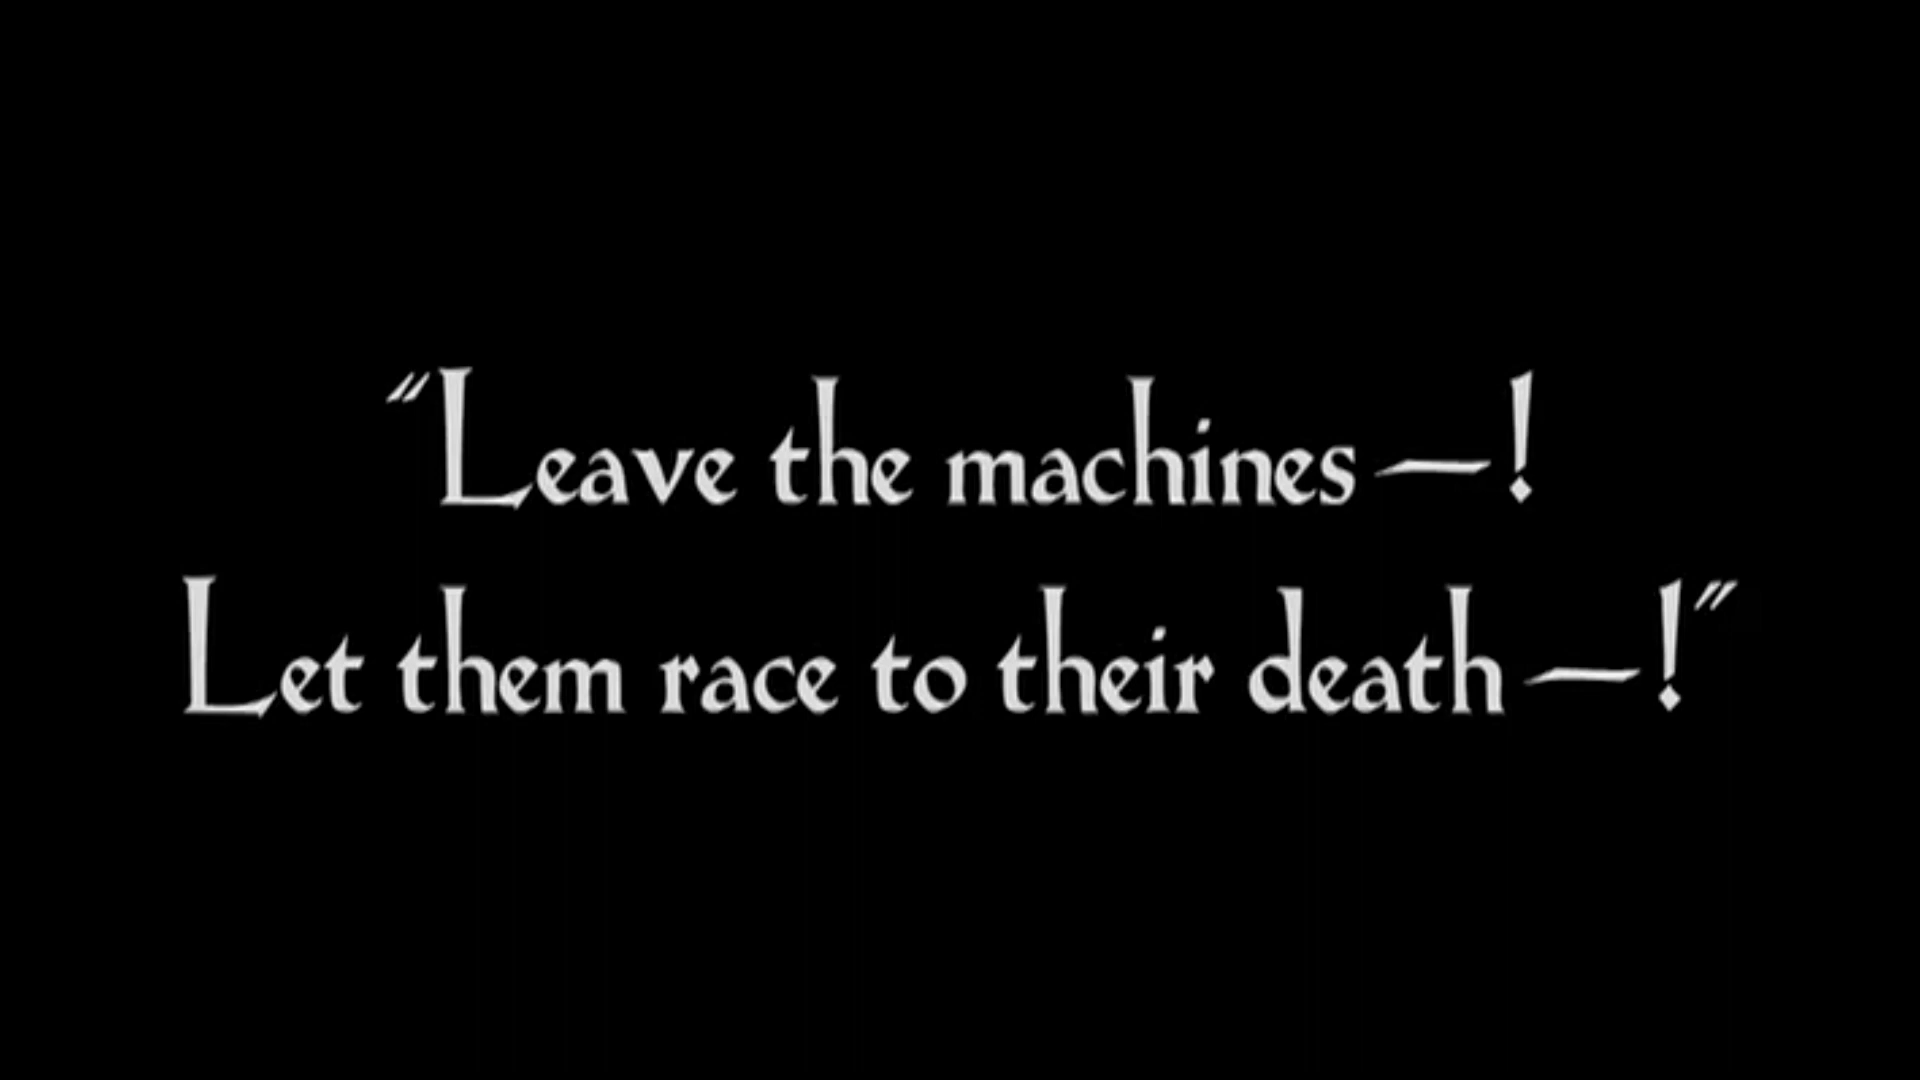 "Leave the machines—!
Let them race to their death—!"